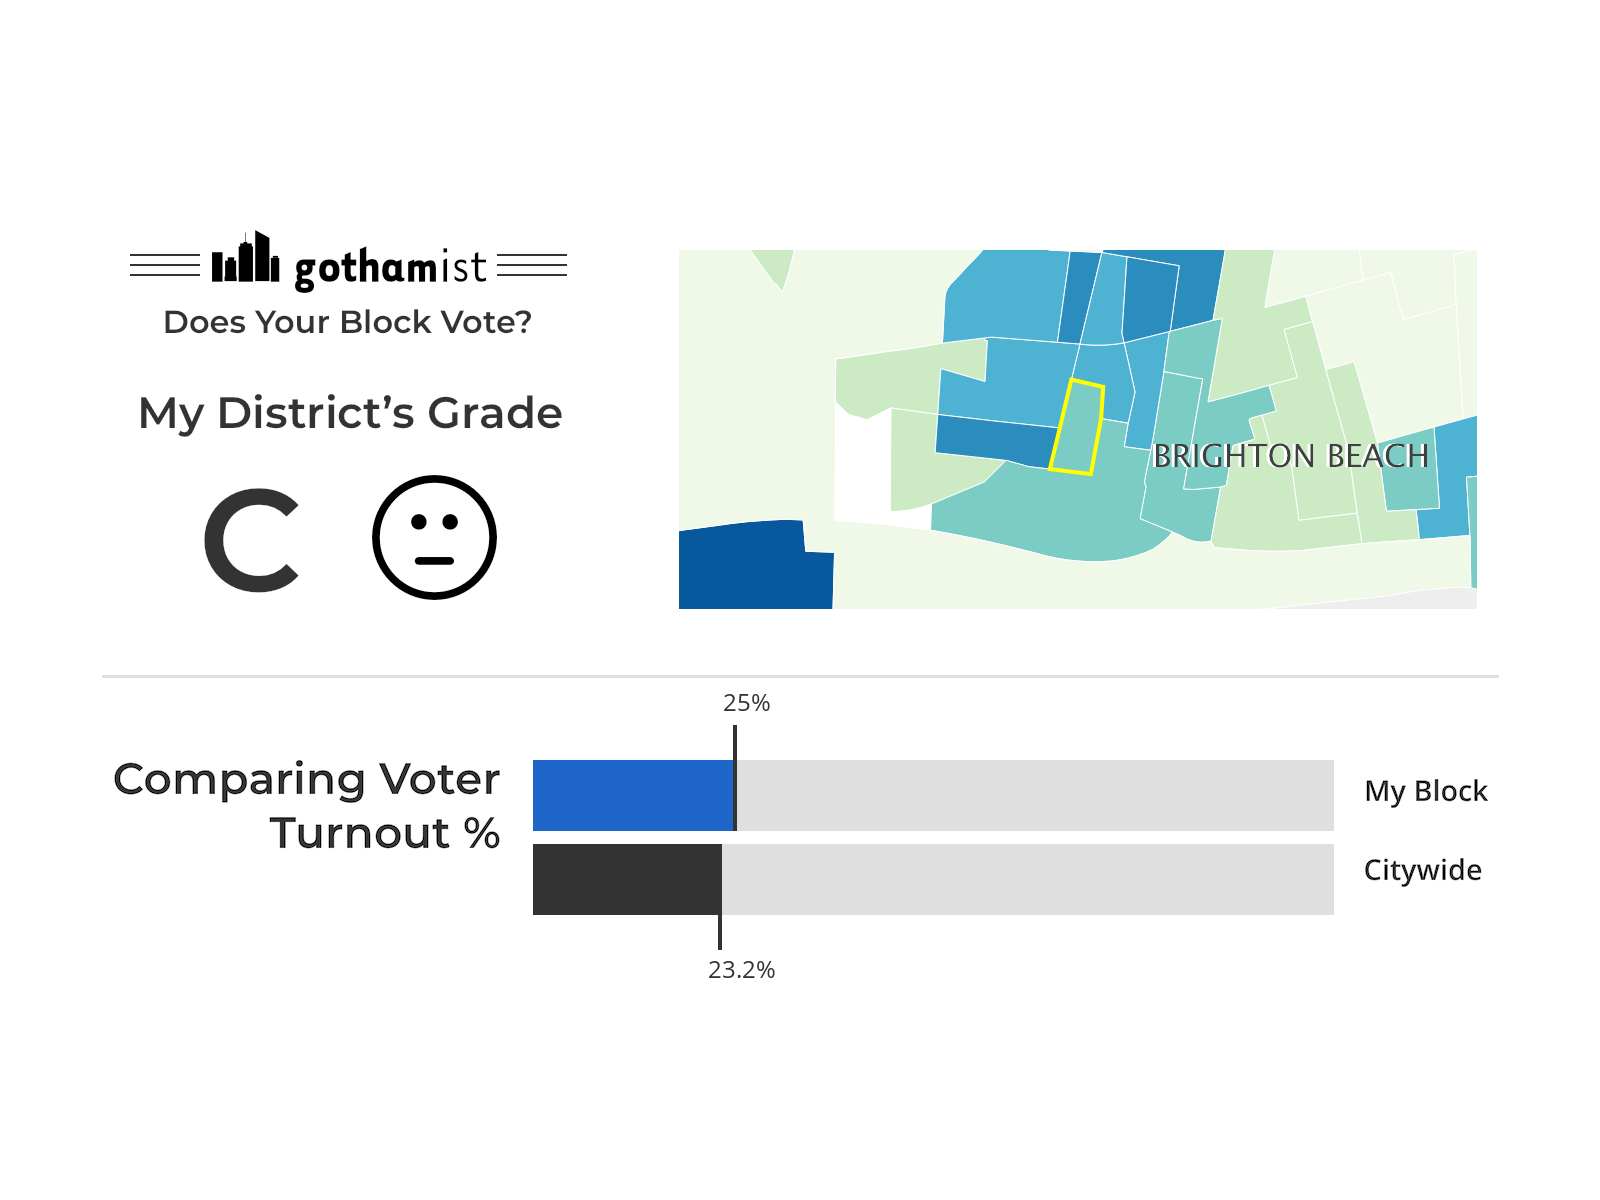 gothamist
Does Your Block Vote?
My District’s Grade
C
BRIGHTON BEACH
25%
Comparing Voter
Turnout %
My Block
Citywide
23.2%